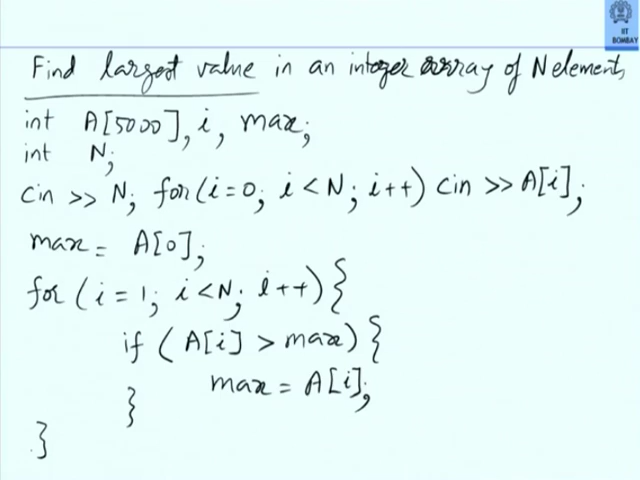 IIT
BOMBAY
Find largest value in an integer array of N elements
int A[5000], i, max;
int N;
cin >> N; for(i=0; i<N; i++) cin >> A[i];
max = A[0];
for (i=1; i<N; i++){
if (A[i] > max) {
max = A[i];
}
}